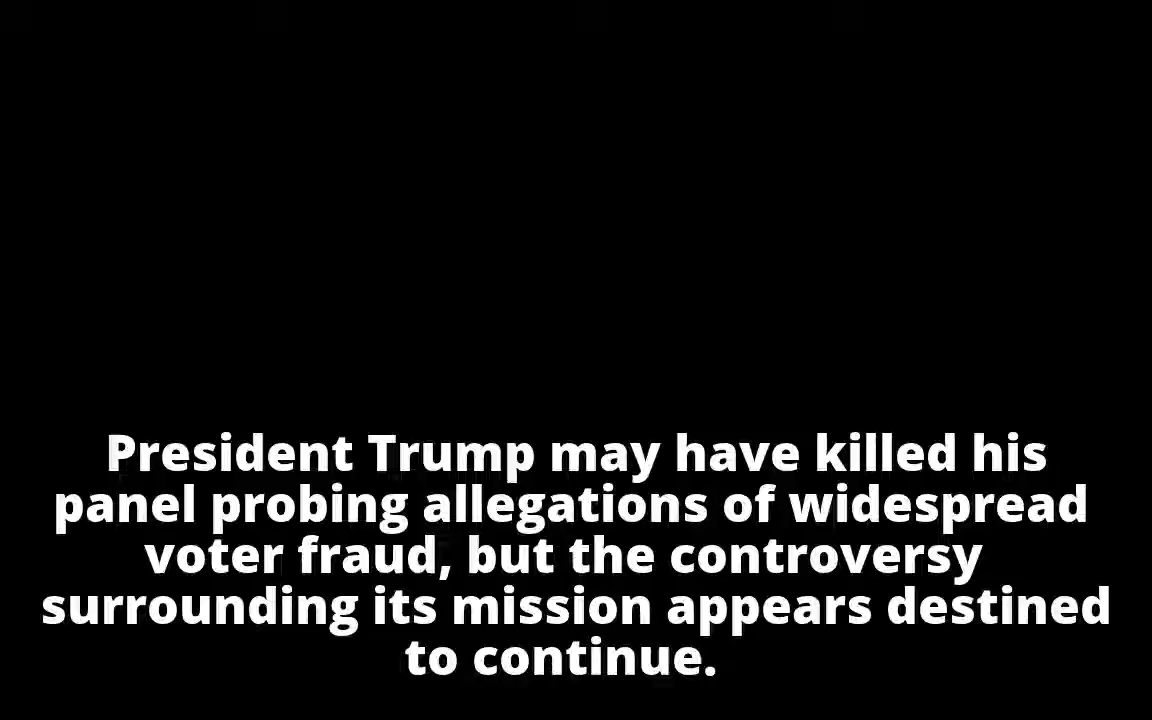 President Trump may have killed his
panel probing allegations of widespread
voter fraud, but the controversy
surrounding its mission appears destined
to continue.